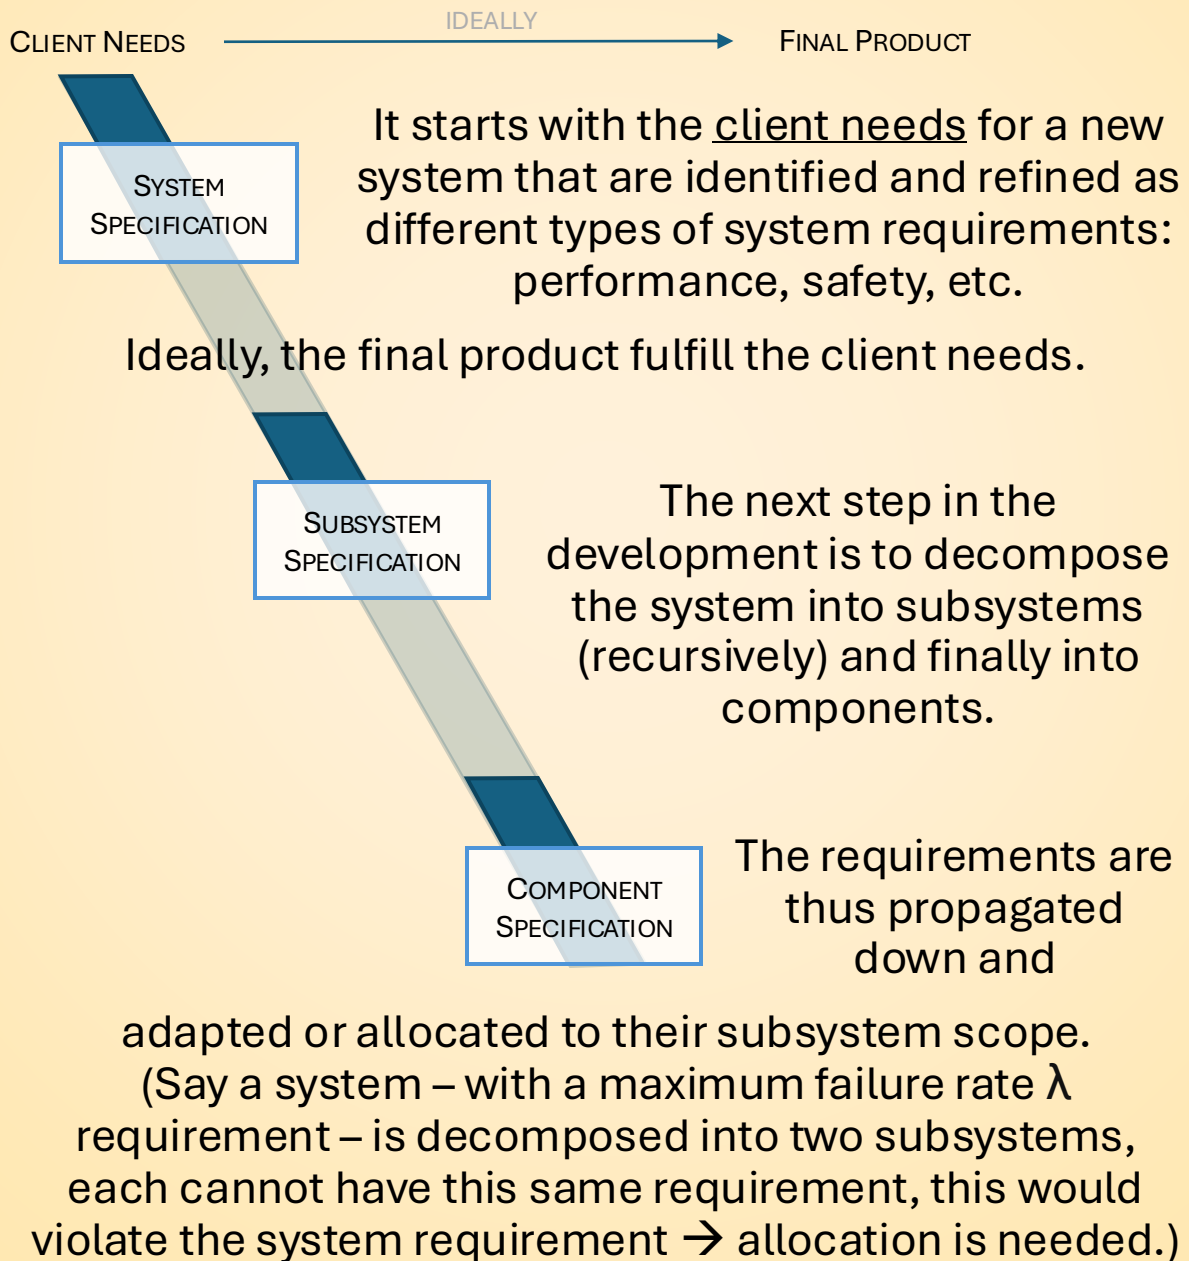 IDEALLY
CLIENT NEEDS
FINAL PRODUCT
It starts with the client needs for a new
system that are identified and refined as
different types of system requirements:
performance, safety, etc.
SYSTEM
SPECIFICATION
Ideally, the final product fulfill the client needs.
SUBSYSTEM
SPECIFICATION
The next step in the
development is to decompose
the system into subsystems
(recursively) and finally into
components.
COMPONENT
SPECIFICATION
The requirements are
thus propagated
down and
adapted or allocated to their subsystem scope.
(Say a system – with a maximum failure rate λ
requirement – is decomposed into two subsystems,
each cannot have this same requirement, this would
violate the system requirement → allocation is needed.)